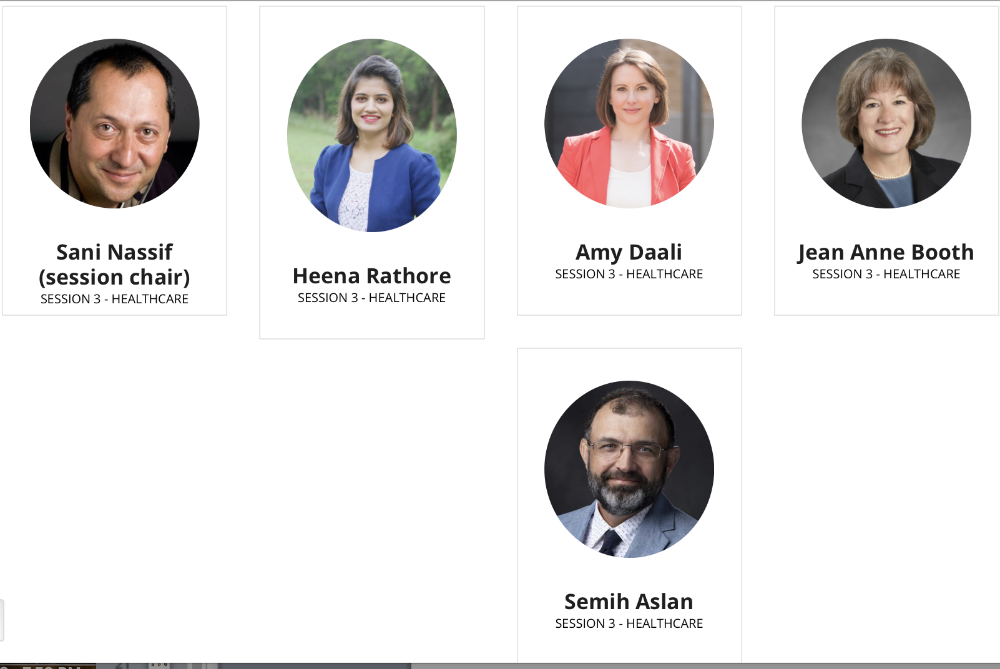 Sani Nassif
(session chair)
SESSION 3 - HEALTHCARE
Heena Rathore
SESSION 3 - HEALTHCARE
Amy Daali
SESSION 3 - HEALTHCARE
Jean Anne Booth
SESSION 3 - HEALTHCARE
Semih Aslan
SESSION 3 - HEALTHCARE